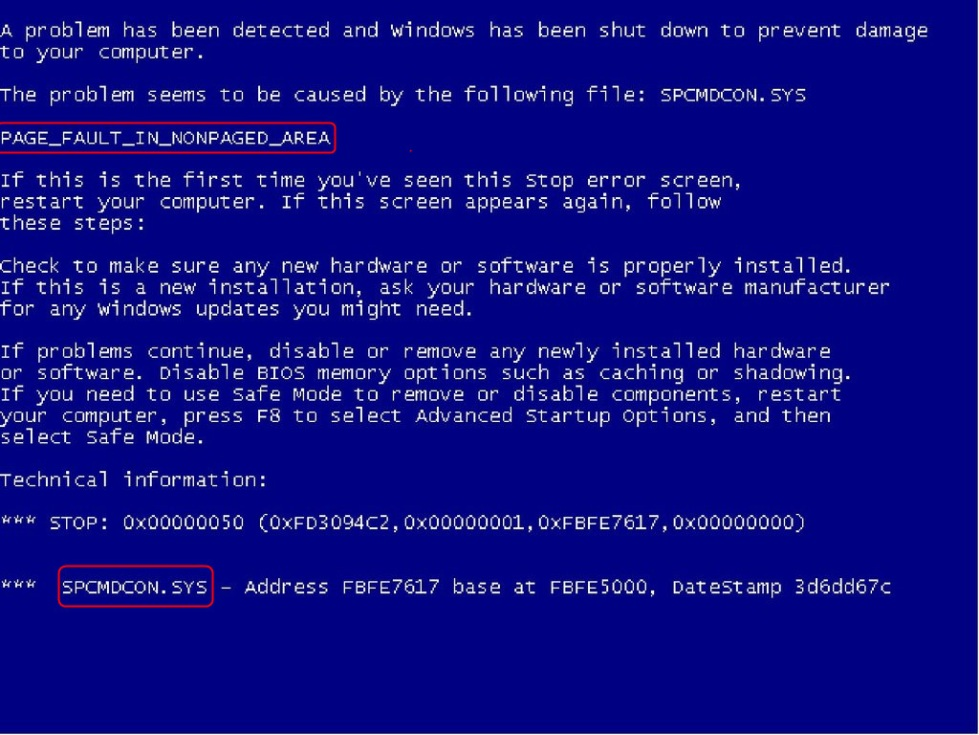 A problem has been detected and Windows has been shut down to prevent damage
to your computer.
The problem seems to be caused by the following file: SPCMDCON.SYS
PAGE_FAULT_IN_NONPAGED_AREA
If this is the first time you've seen this Stop error screen,
restart your computer. If this screen appears again, follow
these steps:
Check to make sure any new hardware or software is properly installed.
If this is a new installation, ask your hardware or software manufacturer
for any Windows updates you might need.
If problems continue, disable or remove any newly installed hardware
or software. Disable BIOS memory options such as caching or shadowing.
If you need to use Safe Mode to remove or disable components, restart
your computer, press F8 to select Advanced Startup Options, and then
select Safe Mode.
Technical information:
*** STOP: 0x00000050 (0xFD3094C2,0x00000001,0xFBFE7617,0x00000000)
*** SPCMDCON.SYS - Address FBFE7617 base at FBFE5000, DateStamp 3d6dd67c